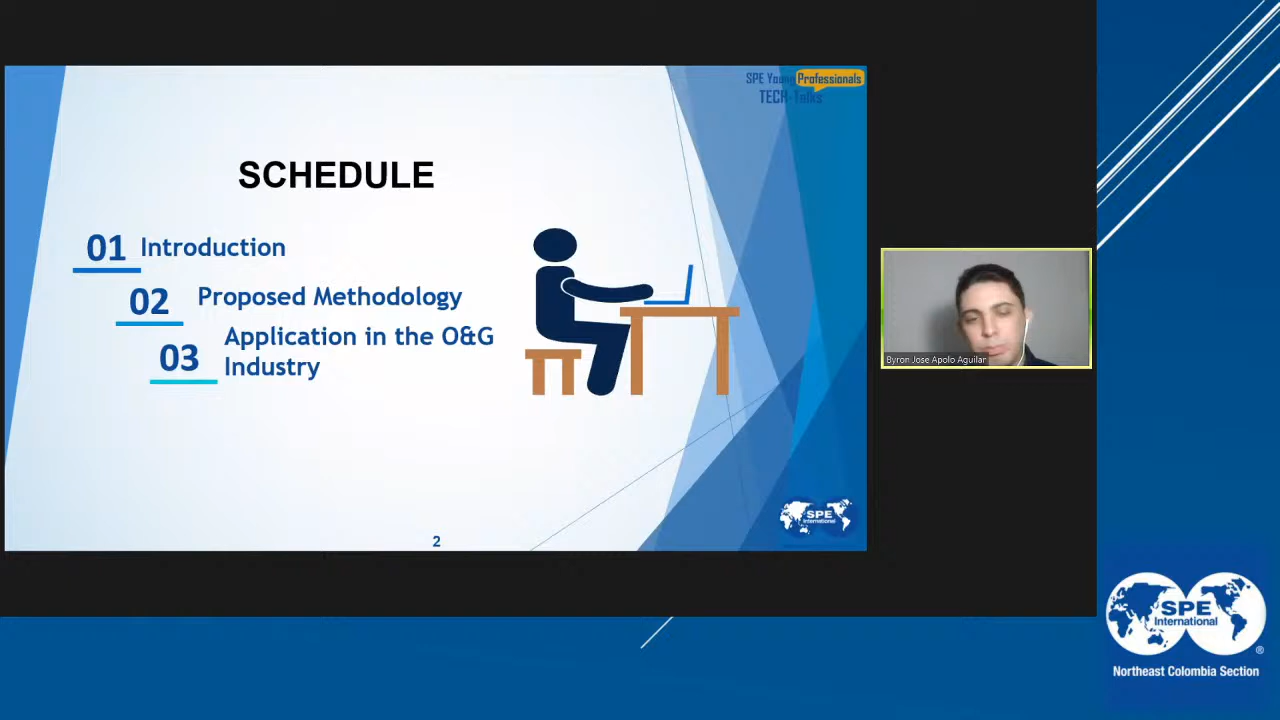 SPE Young Professionals
TECH-Talks
SCHEDULE
01 Introduction
02 Proposed Methodology
03 Application in the O&G
Industry
2
SPE
International
Byron Jose Apolo Aguilar
SPE
International
®
Northeast Colombia Section